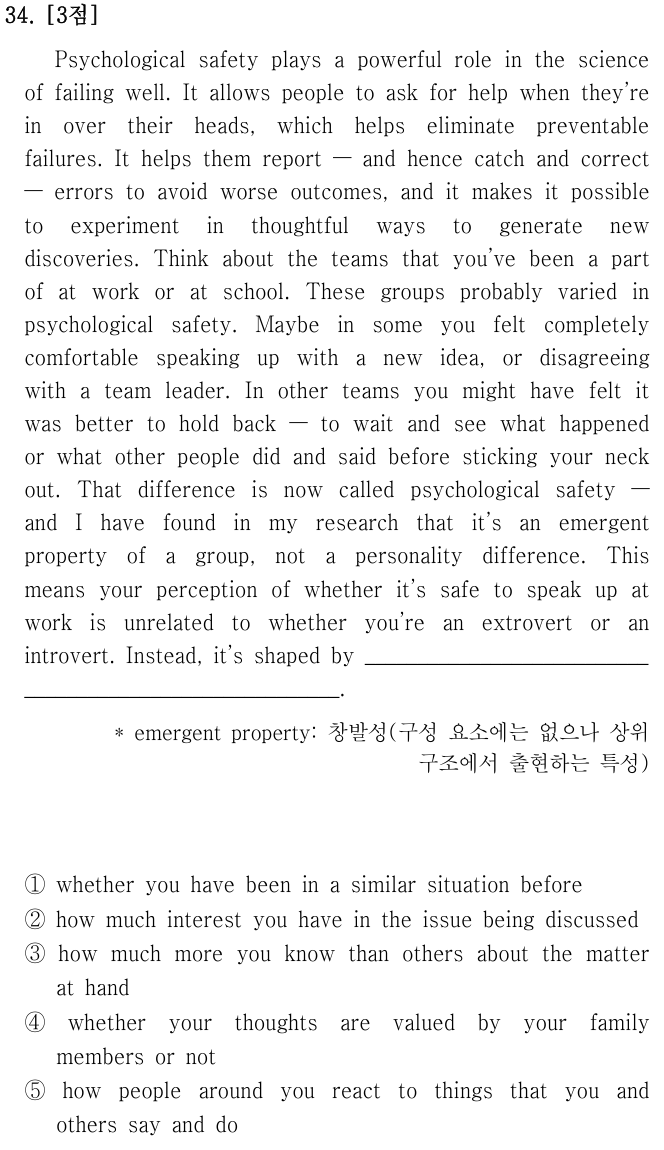 34. [3점]
Psychological safety plays a powerful role in the science
of failing well. It allows people to ask for help when they’re
in over their heads, which helps eliminate preventable
failures. It helps them report — and hence catch and correct
— errors to avoid worse outcomes, and it makes it possible
to experiment in thoughtful ways to generate new
discoveries. Think about the teams that you’ve been a part
of at work or at school. These groups probably varied in
psychological safety. Maybe in some you felt completely
comfortable speaking up with a new idea, or disagreeing
with a team leader. In other teams you might have felt it
was better to hold back — to wait and see what happened
or what other people did and said before sticking your neck
out. That difference is now called psychological safety —
and I have found in my research that it’s an emergent
property of a group, not a personality difference. This
means your perception of whether it’s safe to speak up at
work is unrelated to whether you’re an extrovert or an
introvert. Instead, it’s shaped by ____________________
____________________.
* emergent property: 창발성(구성 요소에는 없으나 상위
구조에서 출현하는 특성)
① whether you have been in a similar situation before
② how much interest you have in the issue being discussed
③ how much more you know than others about the matter
at hand
④ whether your thoughts are valued by your family
members or not
⑤ how people around you react to things that you and
others say and do